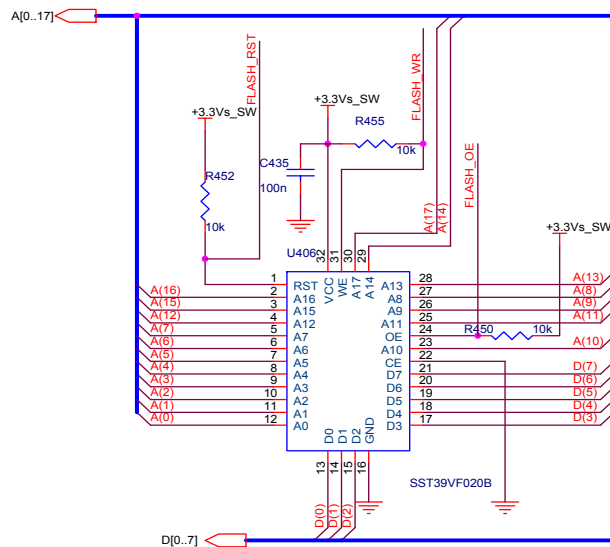 A[0..17]
FLASH_RST
FLASH_WR
+3.3Vs_SW
+3.3Vs_SW
R455
10k
C435
100n
R452
10k
FLASH_OE
A(17)
A(14)
+3.3Vs_SW
U406
32 31 30 29
VCC WE A17 A14
1 RST
A(16) 2 A16
A(15) 3 A15
A(12) 4 A12
A(7) 5 A7
A(6) 6 A6
A(5) 7 A5
A(4) 8 A4
A(3) 9 A3
A(2) 10 A2
A(1) 11 A1
A(0) 12 A0
A13 28 A(13)
A8 27 A(8)
A9 26 A(9)
A11 25 A(11)
OE 24 R450 10k
A10 23 A(10)
CE 22
D7 21 D(7)
D6 20 D(6)
D5 19 D(5)
D4 18 D(4)
D3 17 D(3)
D0 D1 D2 GND
13 14 15 16
D(0) D(1) D(2)
SST39VF020B
D[0..7]